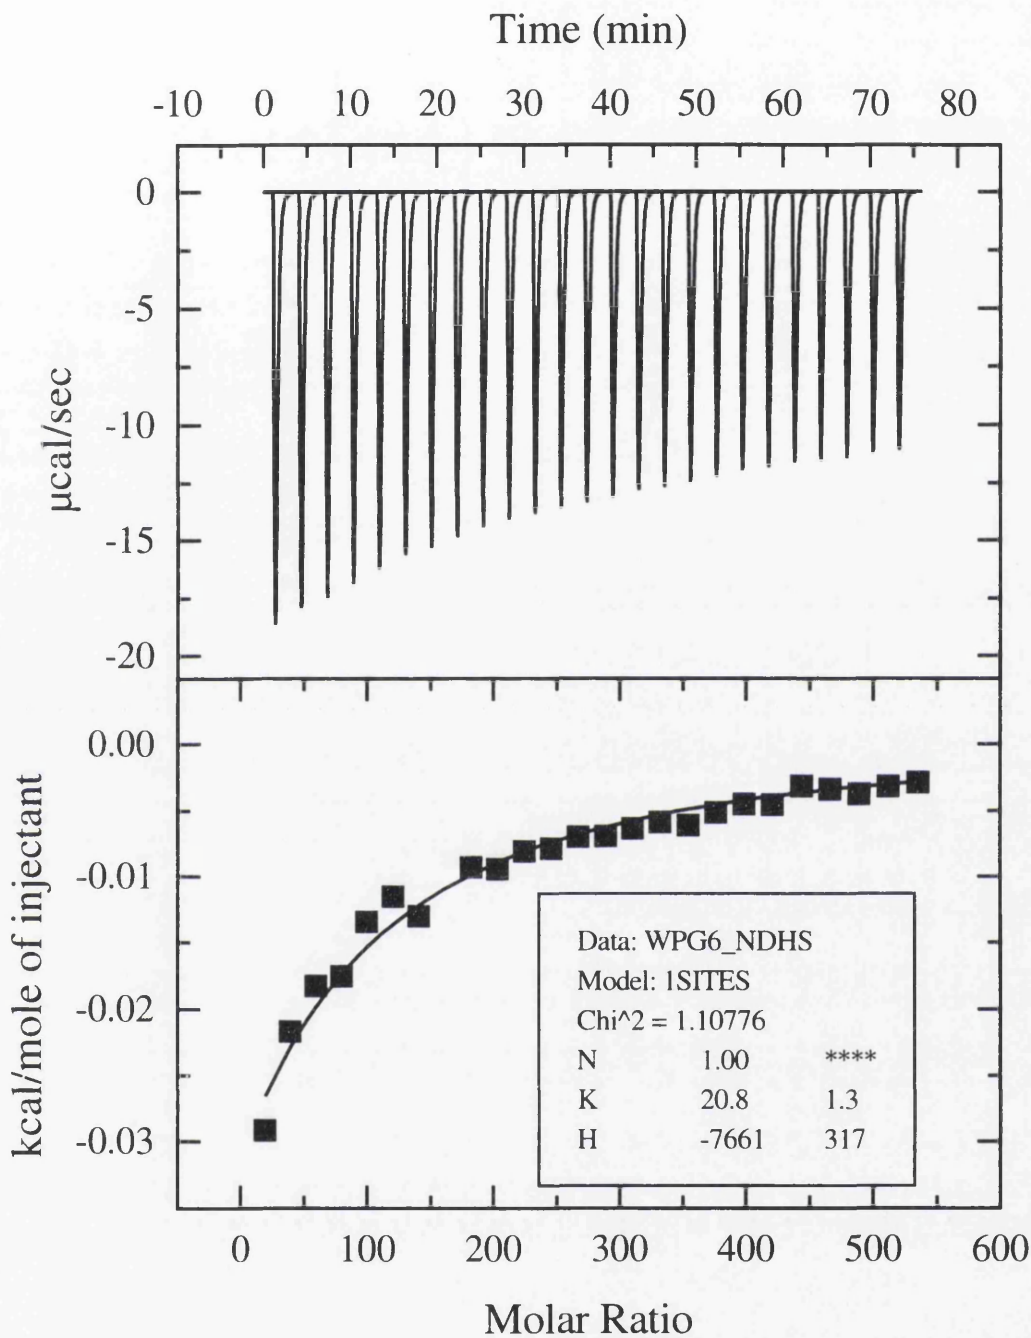 Time (min)
-10 0 10 20 30 40 50 60 70 80
0
-5
-10
-15
-20
µcal/sec
0.00
-0.01
-0.02
-0.03
kcal/mole of injectant
Data: WPG6_NDHS
Model: 1SITES
Chi^2 = 1.10776
N 1.00 ****
K 20.8 1.3
H -7661 317
0 100 200 300 400 500 600
Molar Ratio